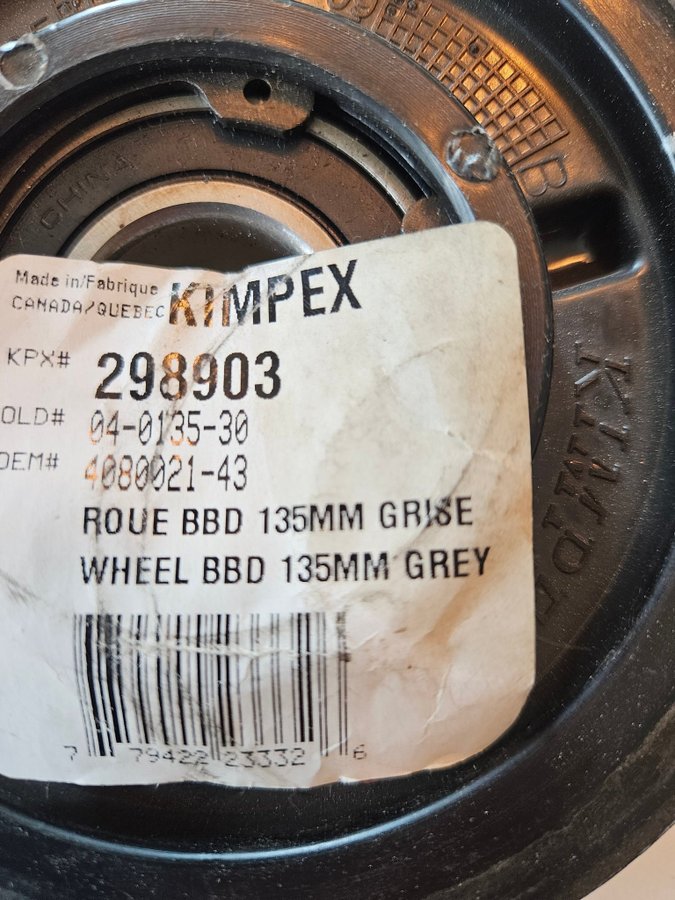 CHINA
B
Made in/Fabrique
CANADA/QUEBEC
KIMPEX
KPX# 298903
OLD# 04-0135-30
OEM# 4080021-43
ROUE BBD 135MM GRISE
WHEEL BBD 135MM GREY
7 79422 23332 6
KIMPE